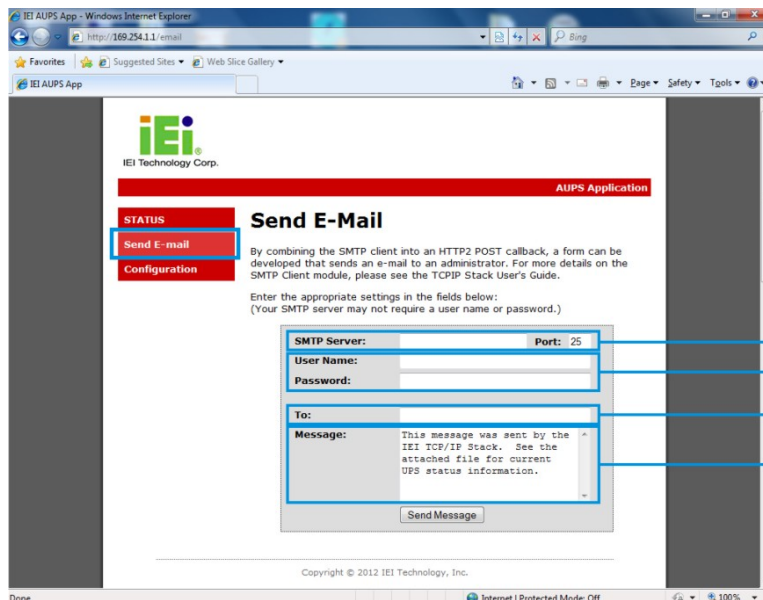 IEI AUPS App - Windows Internet Explorer
http://169.254.1.1/email
Bing
Favorites Suggested Sites Web Slice Gallery
IEI AUPS App
Page Safety Tools
iEi®
IEI Technology Corp.
AUPS Application
STATUS
Send E-mail
Configuration
Send E-Mail
By combining the SMTP client into an HTTP2 POST callback, a form can be
developed that sends an e-mail to an administrator. For more details on the
SMTP Client module, please see the TCPIP Stack User's Guide.
Enter the appropriate settings in the fields below:
(Your SMTP server may not require a user name or password.)
SMTP Server: Port: 25
User Name:
Password:
To:
Message: This message was sent by the
IEI TCP/IP Stack. See the
attached file for current
UPS status information.
Send Message
Copyright © 2012 IEI Technology, Inc.
Done Internet | Protected Mode: Off 100%